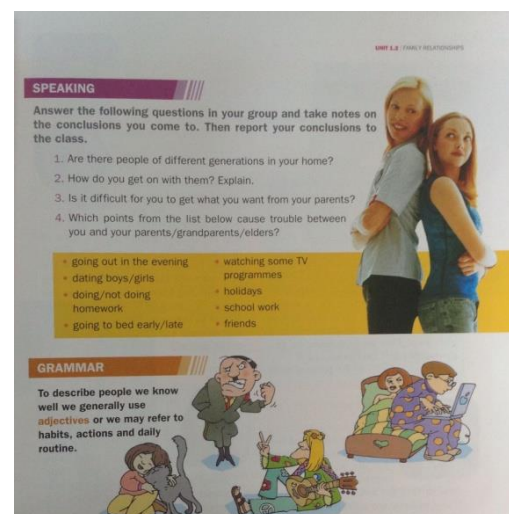 UNIT 1.2 | FAMILY RELATIONSHIPS
SPEAKING
Answer the following questions in your group and take notes on
the conclusions you come to. Then report your conclusions to
the class.
1. Are there people of different generations in your home?
2. How do you get on with them? Explain.
3. Is it difficult for you to get what you want from your parents?
4. Which points from the list below cause trouble between
you and your parents/grandparents/elders?
• going out in the evening
• dating boys/girls
• doing/not doing
homework
• going to bed early/late
• watching some TV
programmes
• holidays
• school work
• friends
GRAMMAR
To describe people we know
well we generally use
adjectives or we may refer to
habits, actions and daily
routine.